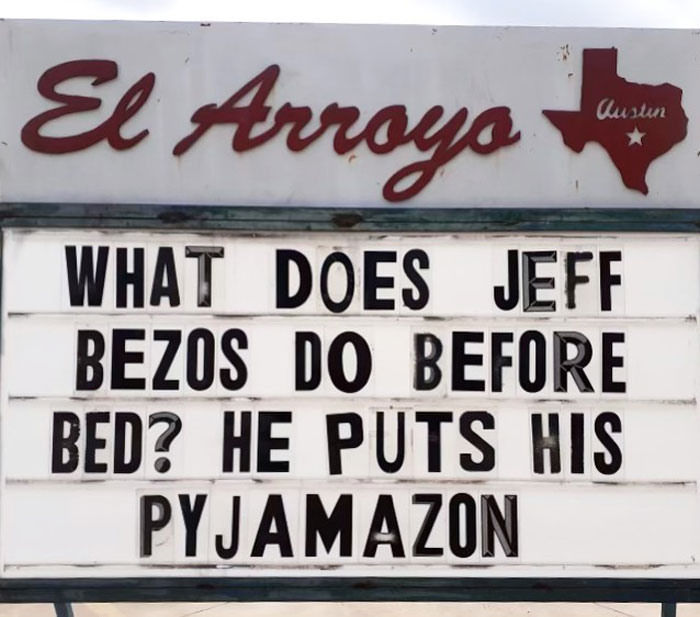 El Arroyo
Austin
WHAT DOES JEFF
BEZOS DO BEFORE
BED? HE PUTS HIS
PYJAMAZON